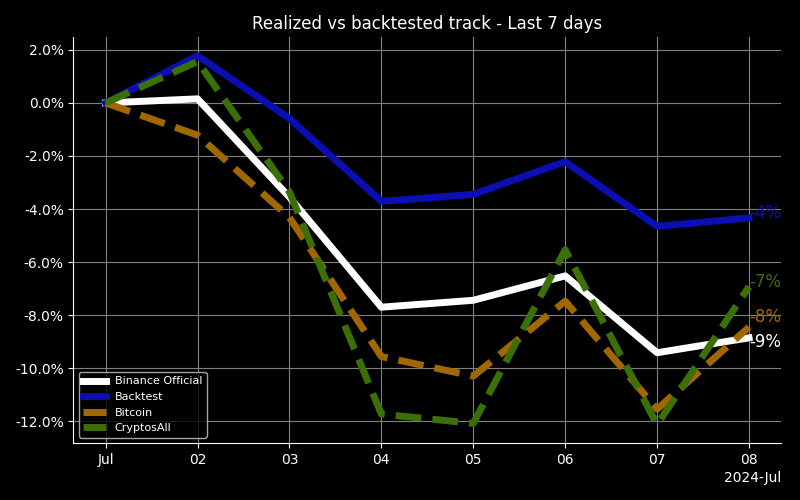 Realized vs backtested track - Last 7 days
2.0%
0.0%
-2.0%
-4.0%
-6.0%
-8.0%
-10.0%
-12.0%
-4%
-7%
-8%
-9%
Binance Official
Backtest
Bitcoin
CryptosAll
Jul 02 03 04 05 06 07 08
2024-Jul